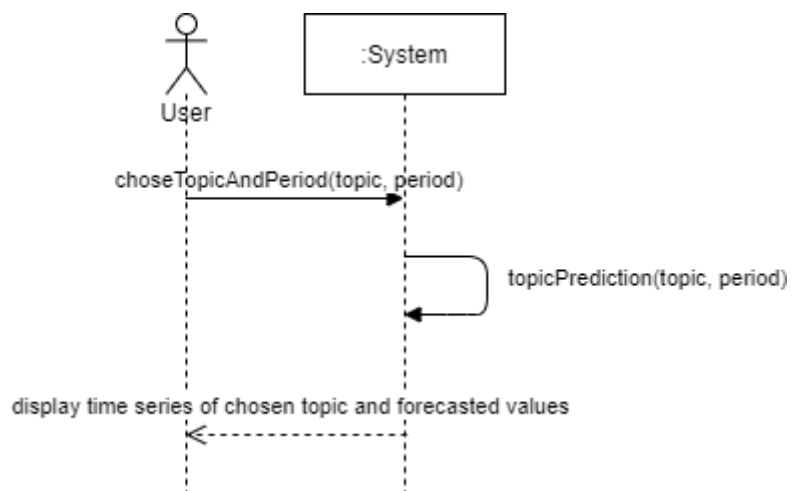 :System
User
choseTopicAndPeriod(topic, period)
topicPrediction(topic, period)
display time series of chosen topic and forecasted values